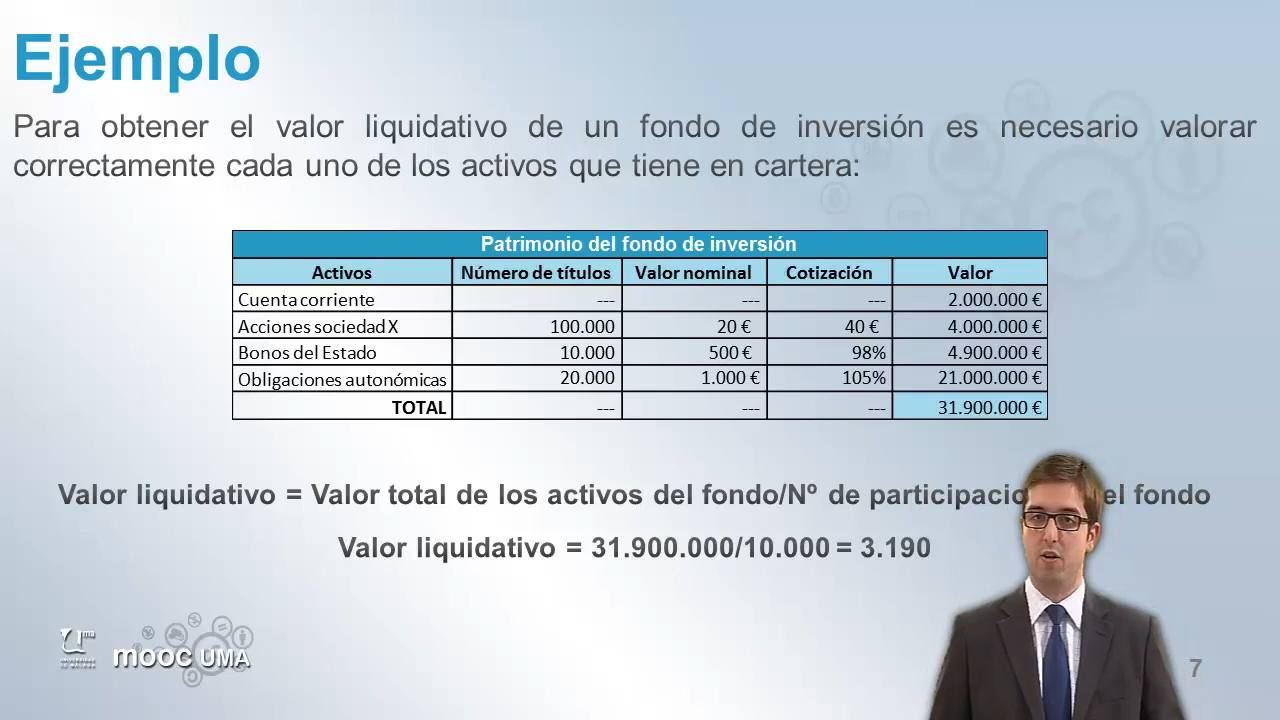 Ejemplo
Para obtener el valor liquidativo de un fondo de inversión es necesario valorar
correctamente cada uno de los activos que tiene en cartera:
Patrimonio del fondo de inversión
Activos Número de títulos Valor nominal Cotización Valor
Cuenta corriente --- --- --- 2.000.000 €
Acciones sociedad X 100.000 20 € 40 € 4.000.000 €
Bonos del Estado 10.000 500 € 98% 4.900.000 €
Obligaciones autonómicas 20.000 1.000 € 105% 21.000.000 €
TOTAL --- --- --- 31.900.000 €
Valor liquidativo = Valor total de los activos del fondo/Nº de fondo
Valor liquidativo = 31.900.000/10.000 = 3.190
uma
mooc UMA
7